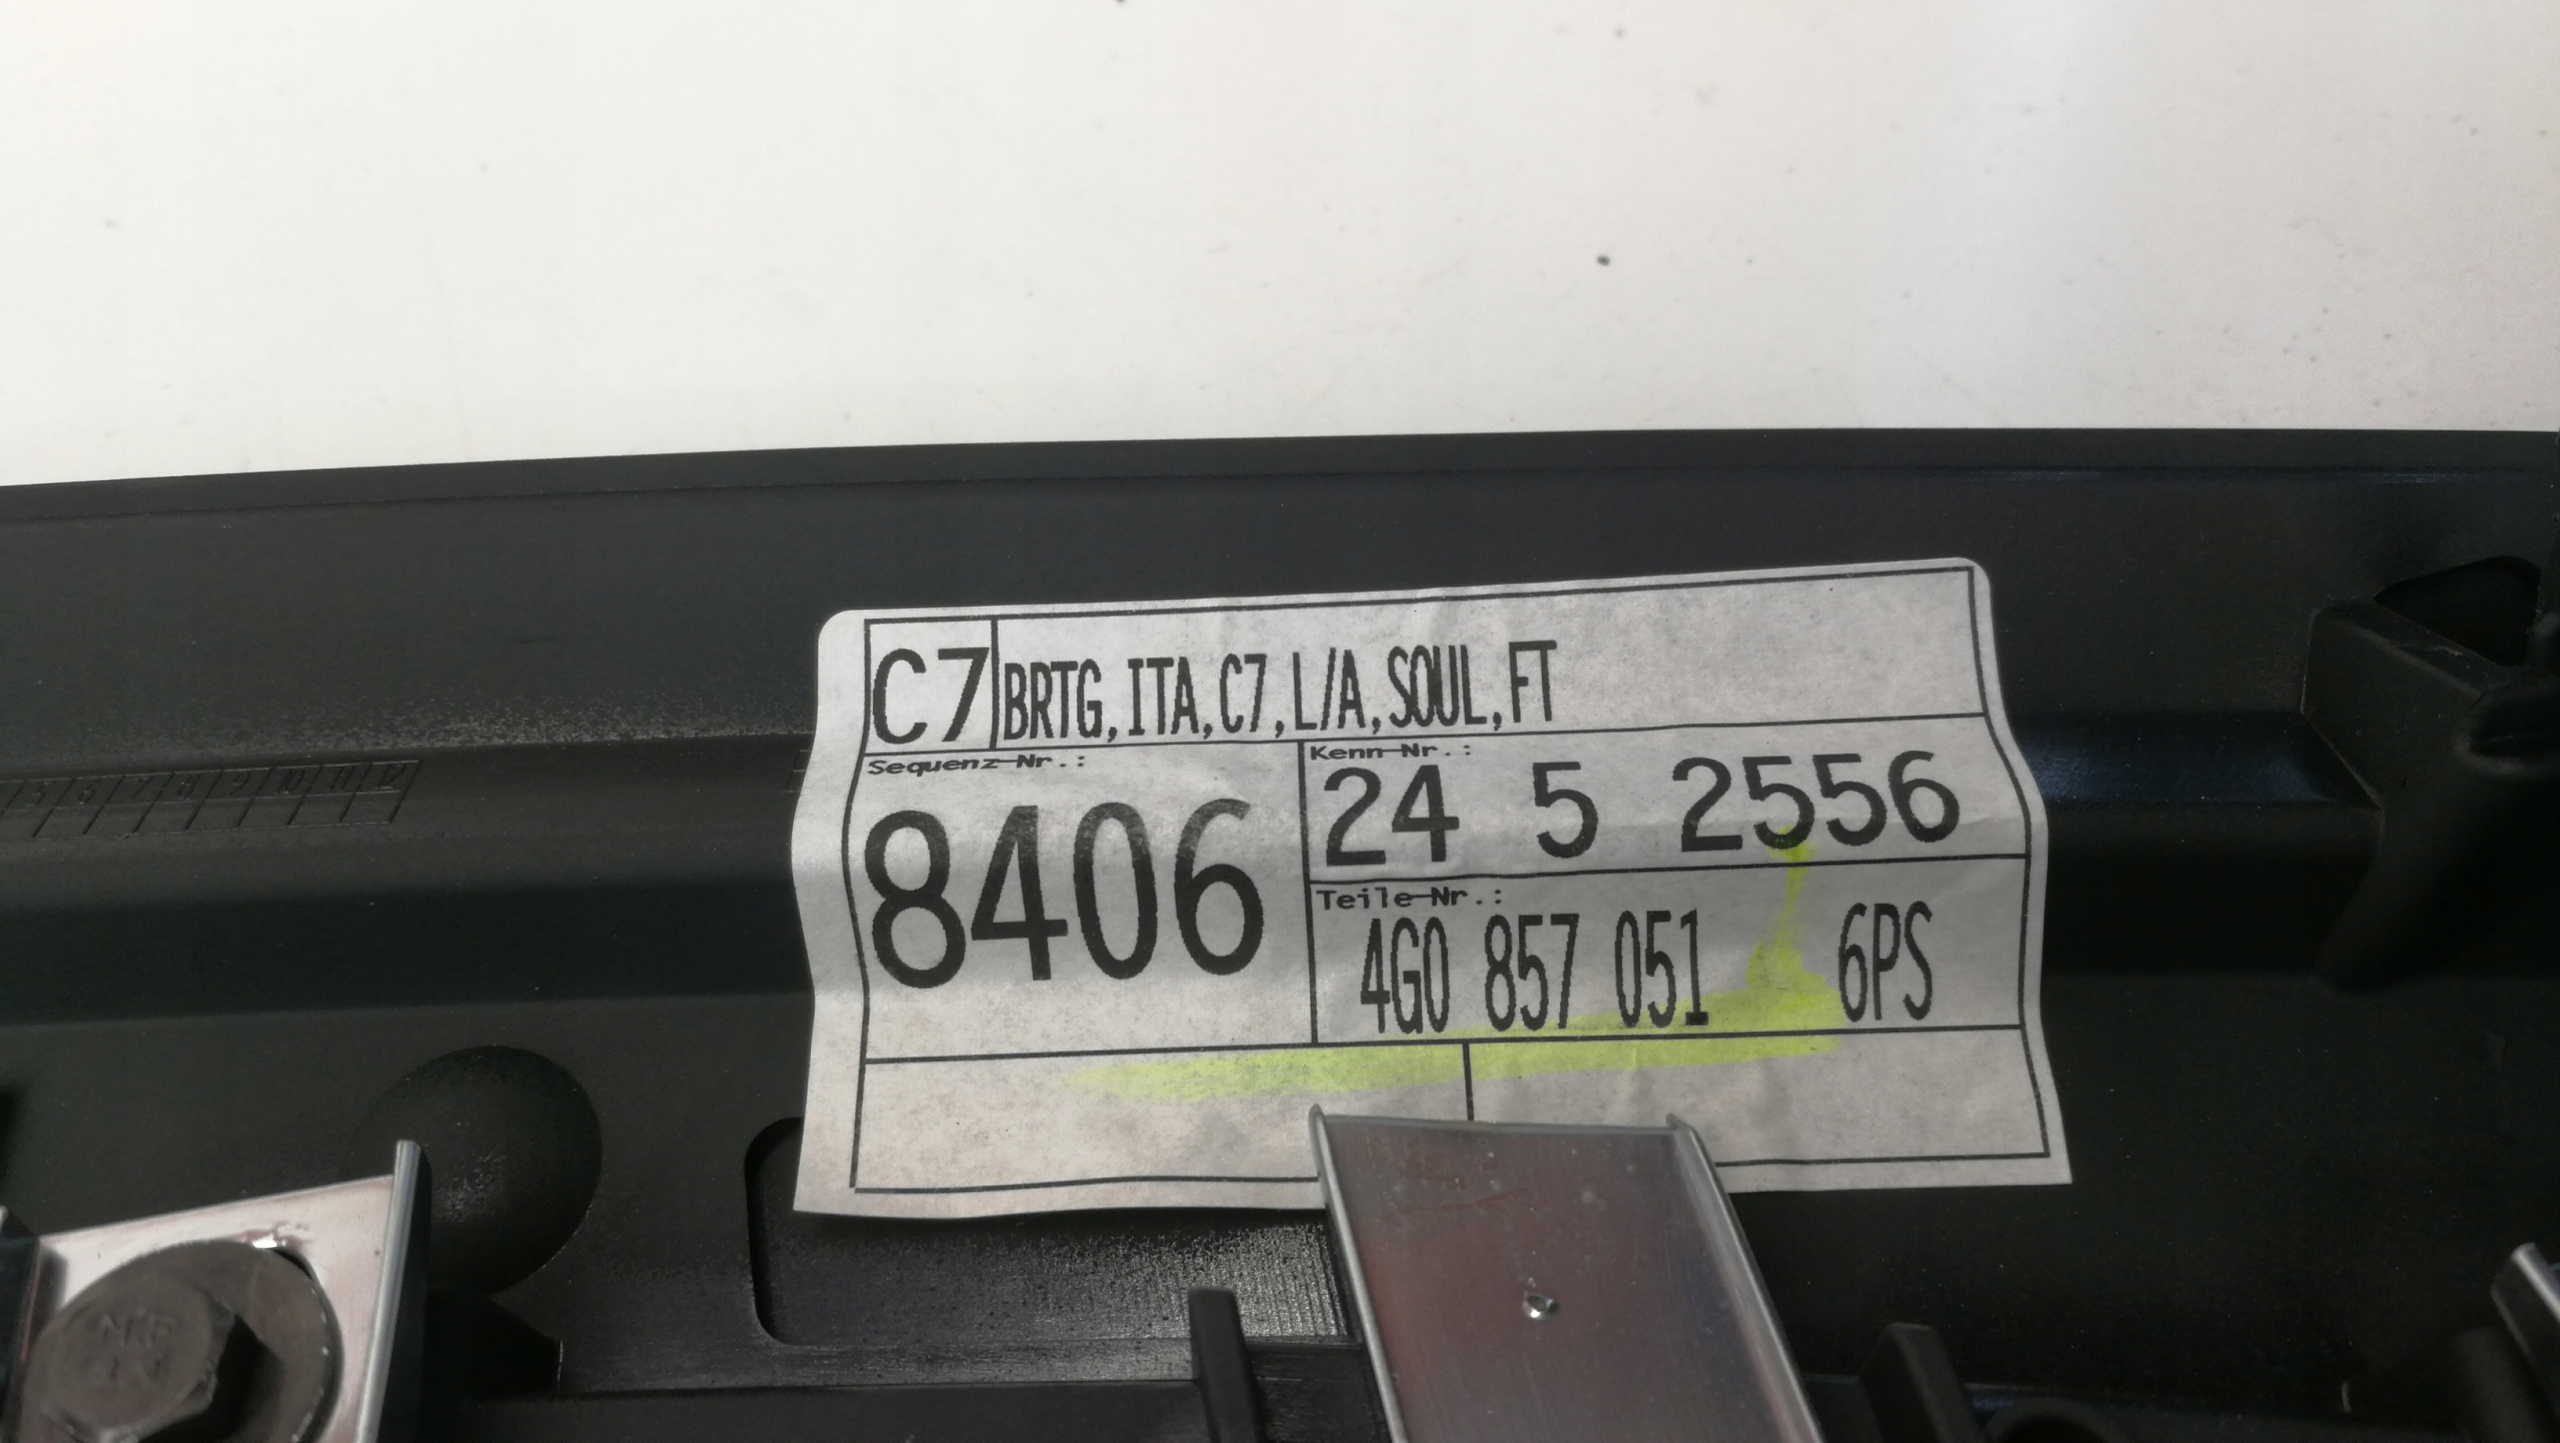 C7 BRTG, ITA, C7, L/A, SOUL, FT
Sequenz-Nr.:
8406
Kenn-Nr.:
24 5 2556
Teile-Nr.:
4G0 857 051 6PS